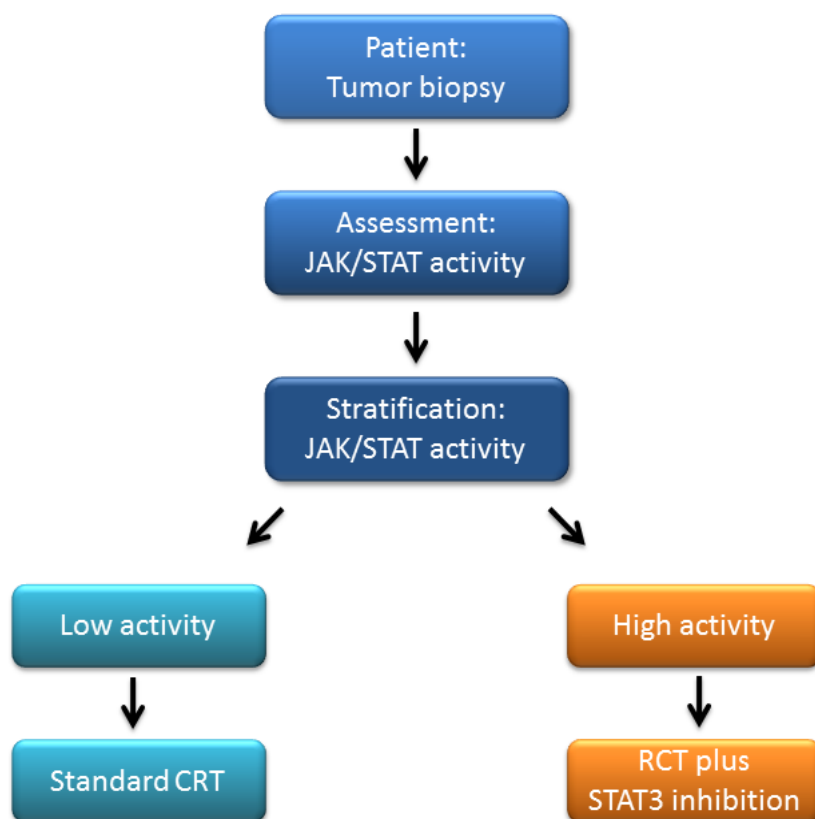 Patient:
Tumor biopsy
Assessment:
JAK/STAT activity
Stratification:
JAK/STAT activity
Low activity
High activity
Standard CRT
RCT plus
STAT3 inhibition